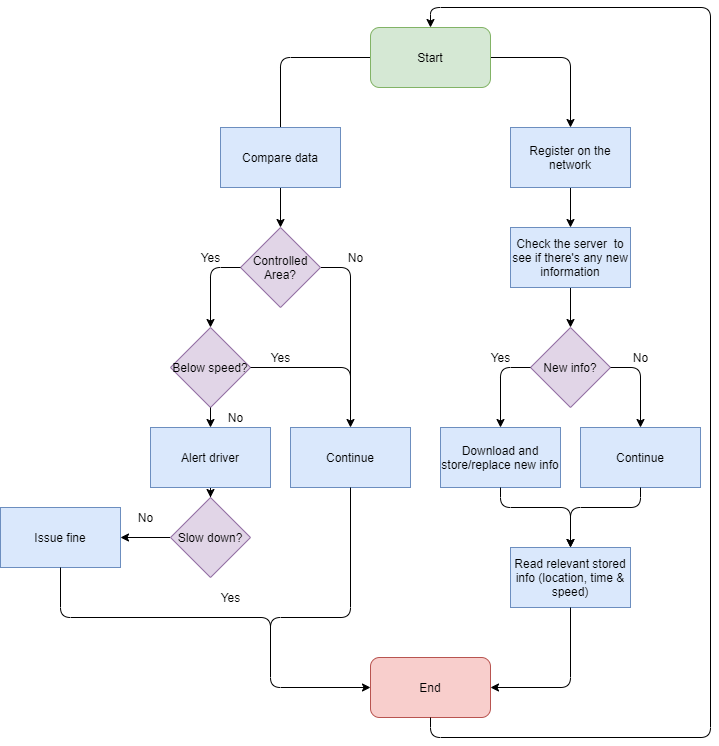 Start
Compare data
Register on the
network
Controlled
Area?
Yes
No
Check the server  to
see if there's any new
information
Below speed?
Yes
No
New info?
Yes
No
Alert driver
Continue
Download and
store/replace new info
Continue
Slow down?
No
Yes
Issue fine
Read relevant stored
info (location, time &
speed)
End